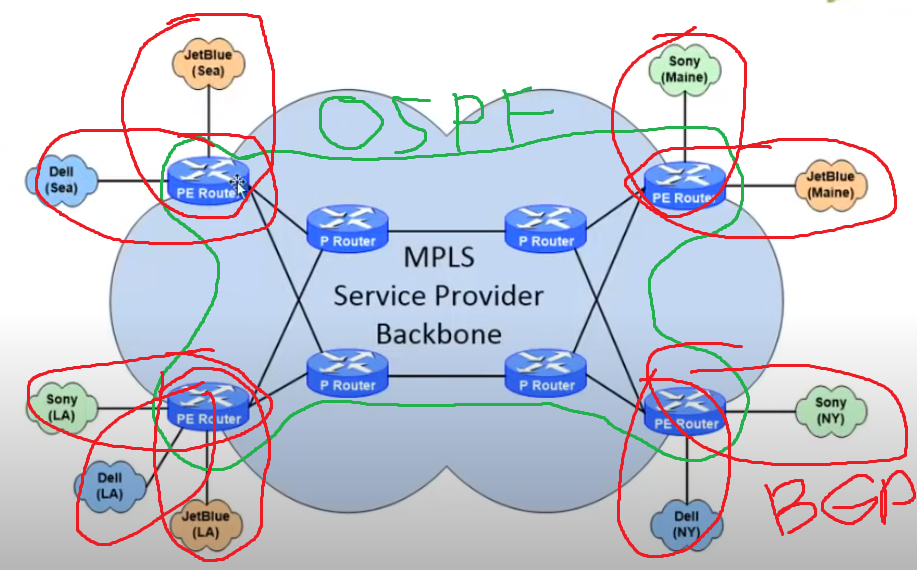 JetBlue
(Sea)
Sony
(Maine)
OSPF
Dell
(Sea)
PE Router
PE Router
JetBlue
(Maine)
P Router
P Router
MPLS
Service Provider
Backbone
P Router
P Router
Sony
(LA)
PE Router
PE Router
Sony
(NY)
Dell
(LA)
JetBlue
(LA)
Dell
(NY)
BGP